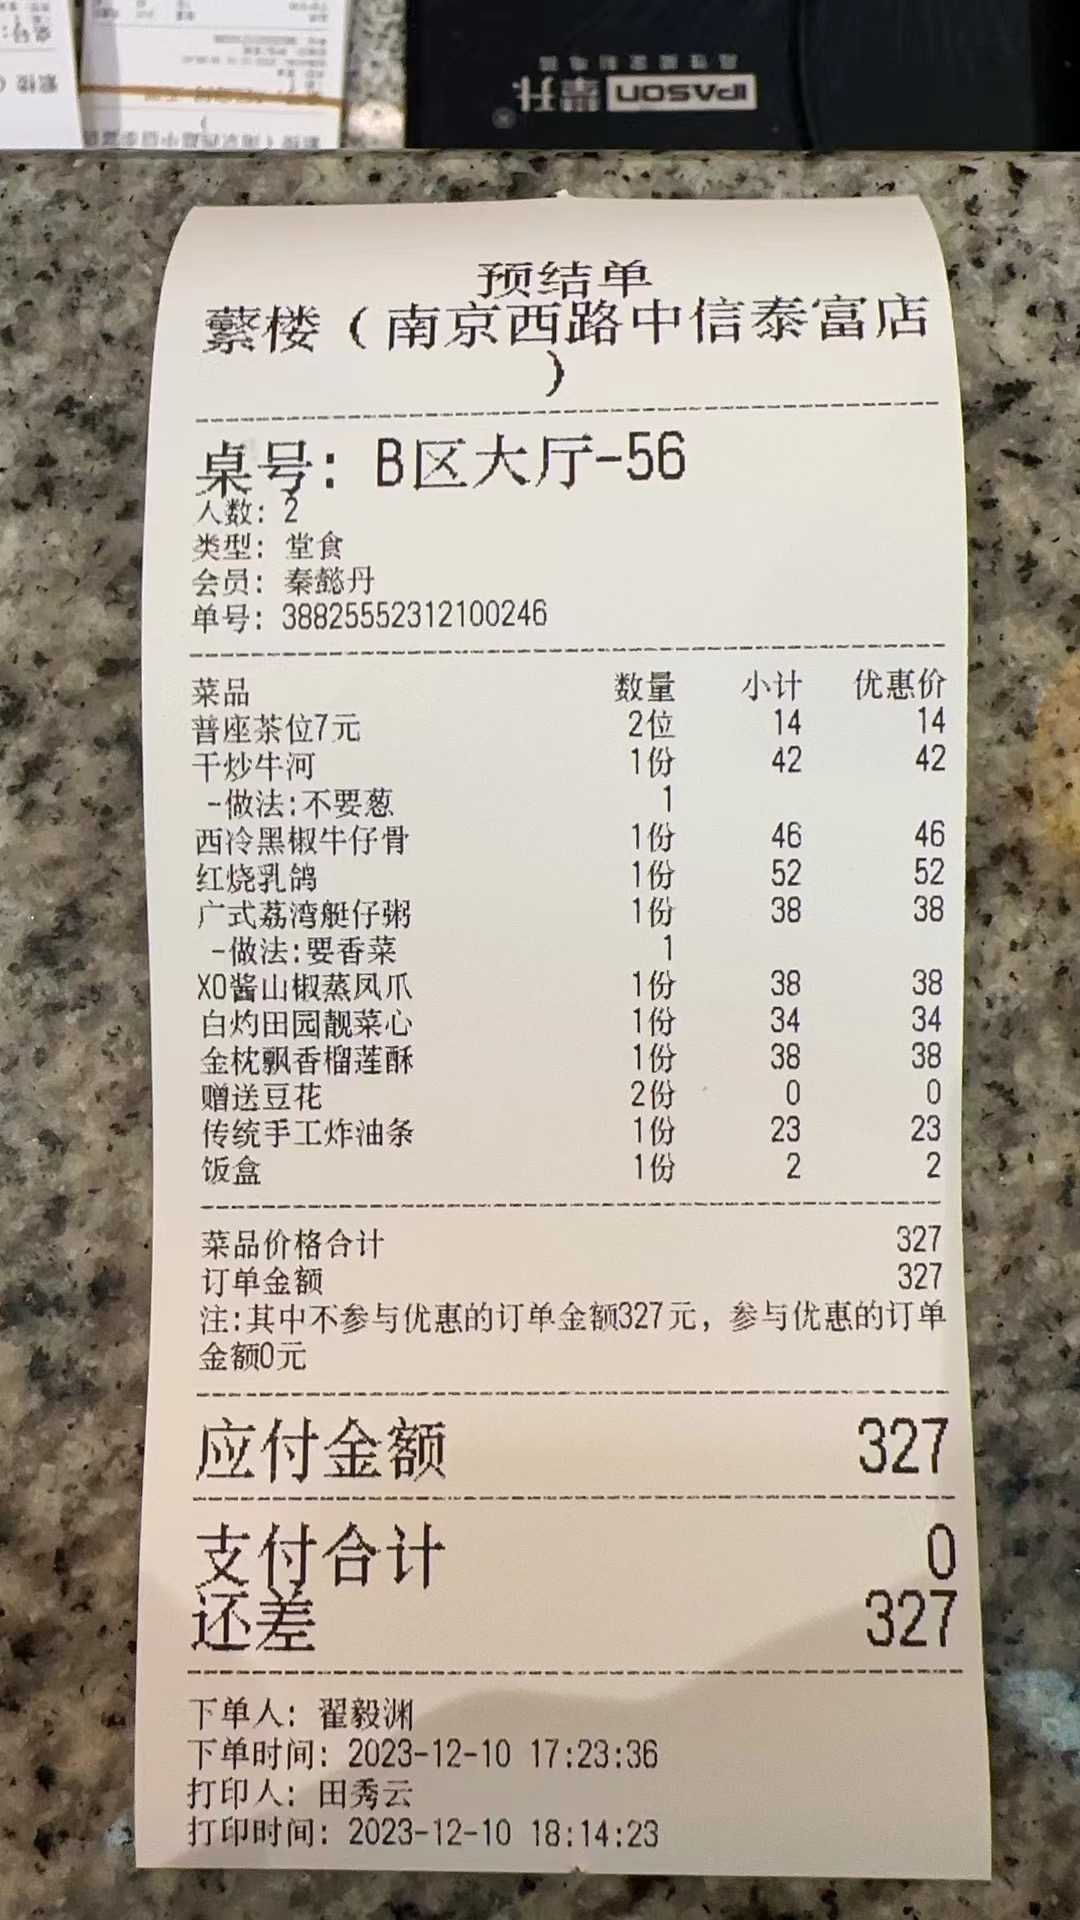 IPASON 攀升
高性能定制电脑
预结单
蘩楼（南京西路中信泰富店
）
桌号: B区大厅-56
人数: 2
类型: 堂食
会员: 秦懿丹
单号: 38825552312100246
菜品 数量 小计 优惠价
普座茶位7元 2位 14 14
干炒牛河 1份 42 42
-做法:不要葱 1
西冷黑椒牛仔骨 1份 46 46
红烧乳鸽 1份 52 52
广式荔湾艇仔粥 1份 38 38
-做法:要香菜 1
XO酱山椒蒸凤爪 1份 38 38
白灼田园靓菜心 1份 34 34
金枕飘香榴莲酥 1份 38 38
赠送豆花 2份 0 0
传统手工炸油条 1份 23 23
饭盒 1份 2 2
菜品价格合计 327
订单金额 327
注:其中不参与优惠的订单金额327元，参与优惠的订单
金额0元
应付金额 327
支付合计 0
还差 327
下单人: 翟毅渊
下单时间: 2023-12-10 17:23:36
打印人: 田秀云
打印时间: 2023-12-10 18:14:23